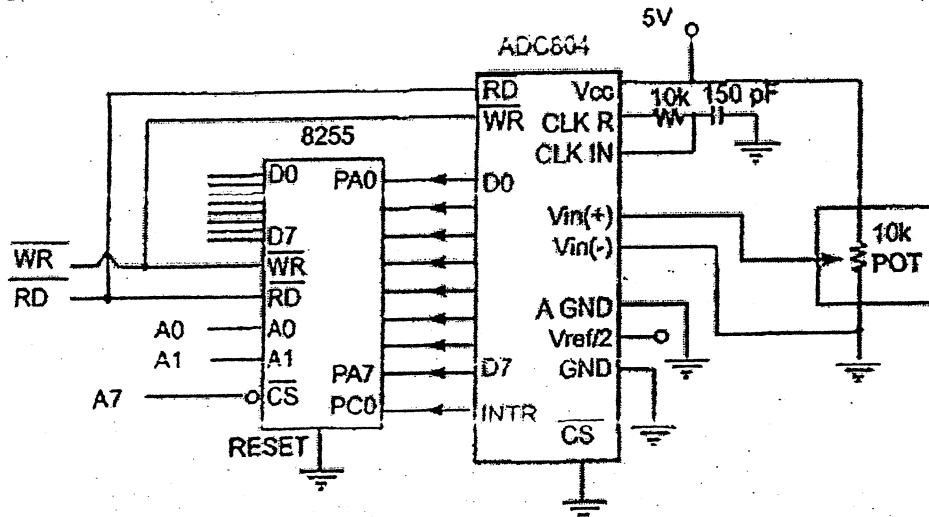 5V
ADC804
RD
Vcc
10k
150 pF
WR
CLK R
8255
CLK IN
D0
PA0
D0
Vin(+)
10k
D7
Vin(-)
POT
WR
WR
RD
RD
A GND
A0
A0
Vref/2
A1
A1
PA7
D7
GND
A7
CS
PC0
INTR
CS
RESET